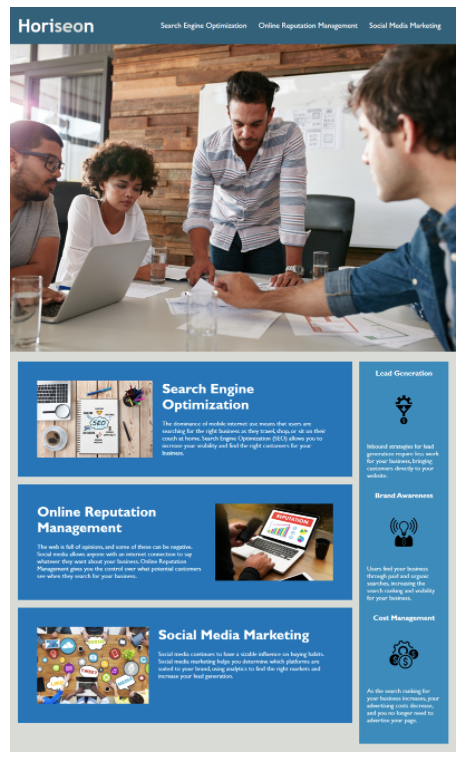 Horiseon
Search Engine Optimization Online Reputation Management Social Media Marketing
Search Engine
Optimization
The dominance of mobile internet use means that users are
searching for the right business as they travel, shop, or sit on their
couch at home. Search Engine Optimization (SEO) allows you to
increase your visibility and find the right customers for your
business.
SEO
Online Reputation
Management
The web is full of opinions, and some of these can be negative.
Social media allows anyone with an internet connection to say
whatever they want about your business. Online Reputation
Management gives you the control over what potential customers
see when they search for your business.
REPUTATION
Social Media Marketing
Social media continues to have a sizable influence on buying habits.
Social media marketing helps you determine which platforms are
suited to your brand, using analytics to find the right markets and
increase your lead generation.
Lead Generation
Inbound strategies for lead
generation require less work
for your business, bringing
customers directly to your
website.
Brand Awareness
Users find your business
through paid and organic
searches, increasing the
search ranking and visibility
for your business.
Cost Management
As the search ranking for
your business increases, your
advertising costs decrease,
and you no longer need to
advertise your page.